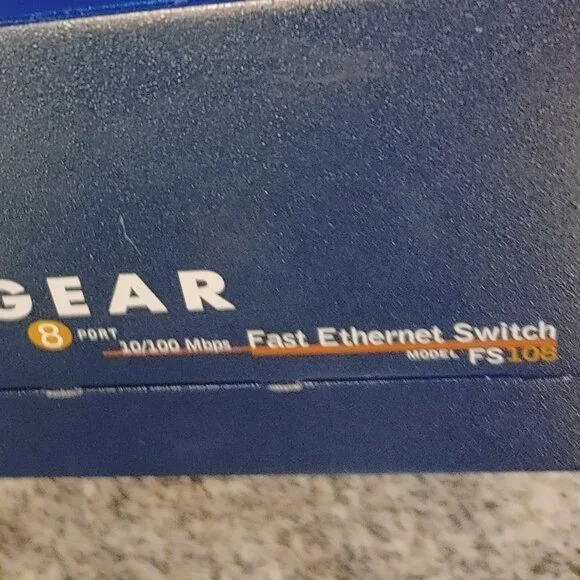 GEAR
8 PORT 10/100 Mbps Fast Ethernet Switch
MODEL FS108